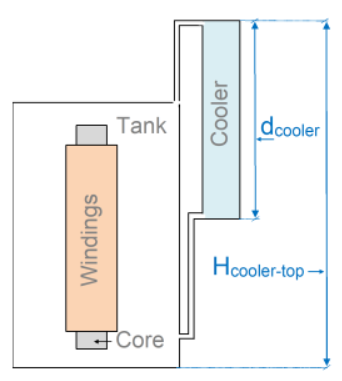 Tank
Cooler
dcooler
Windings
Hcooler-top
Core